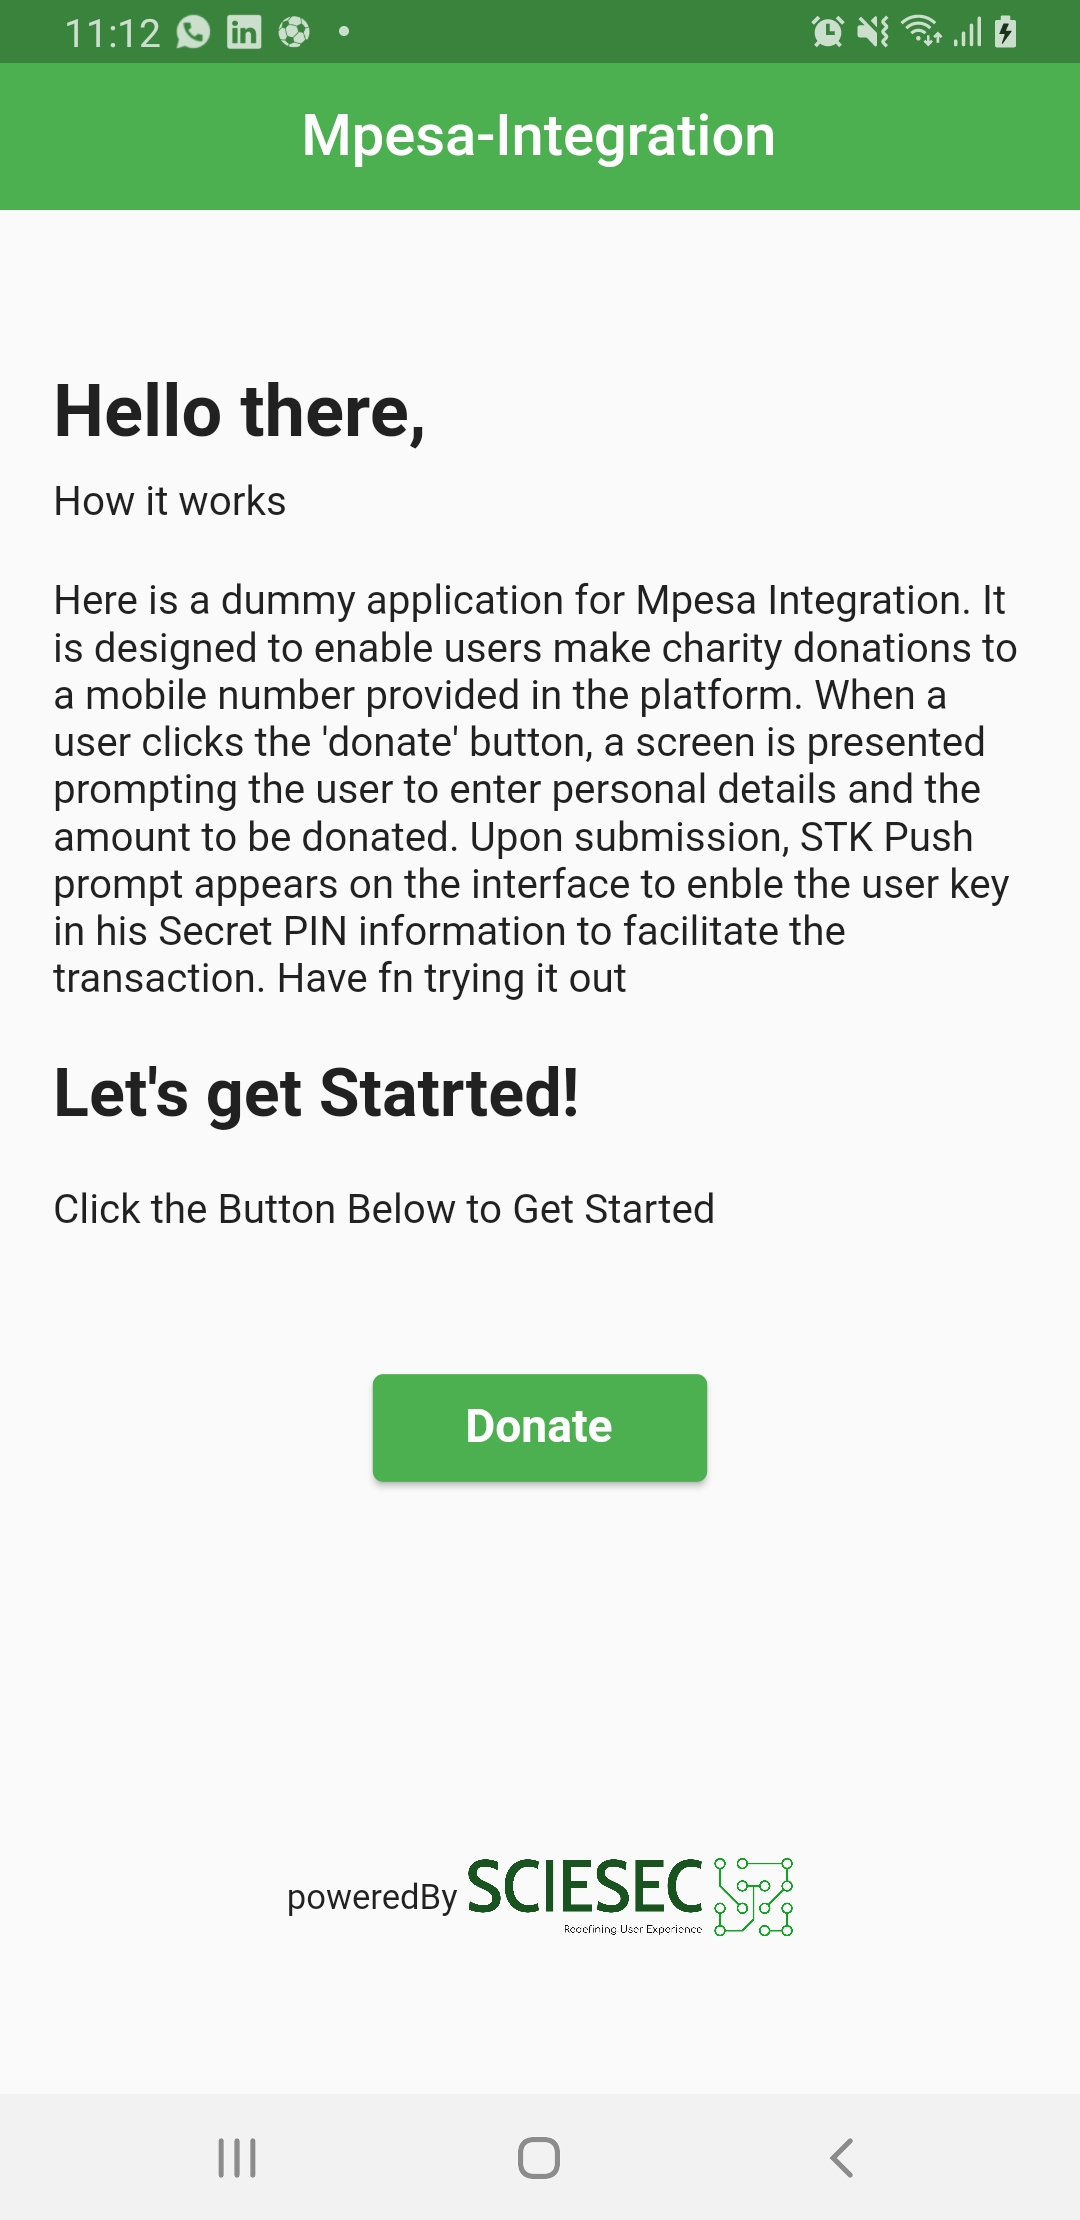 11:12
Mpesa-Integration
Hello there,
How it works
Here is a dummy application for Mpesa Integration. It
is designed to enable users make charity donations to
a mobile number provided in the platform. When a
user clicks the 'donate' button, a screen is presented
prompting the user to enter personal details and the
amount to be donated. Upon submission, STK Push
prompt appears on the interface to enble the user key
in his Secret PIN information to facilitate the
transaction. Have fn trying it out
Let's get Statrted!
Click the Button Below to Get Started
Donate
poweredBy SCIESEC
Redefining User Experience